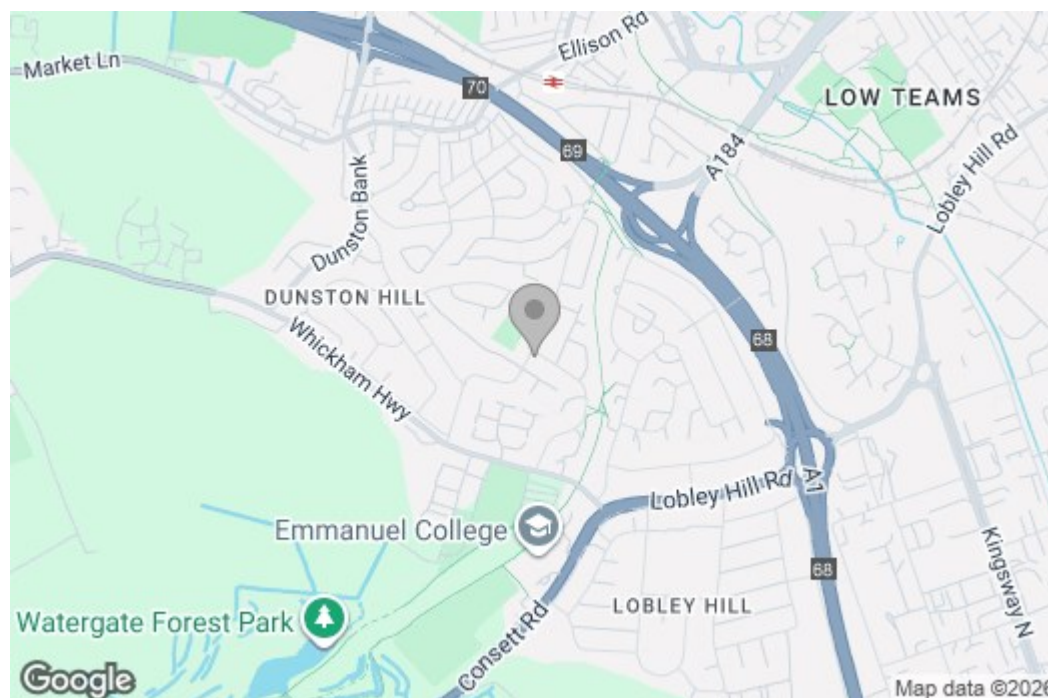 Market Ln
Ellison Rd
70
LOW TEAMS
69
A184
Lobley Hill Rd
Dunston Bank
DUNSTON HILL
Whickham Hwy
68
Lobley Hill Rd
A1
Emmanuel College
68
Kingsway N
LOBLEY HILL
Watergate Forest Park
Consett Rd
Google
Map data ©2026